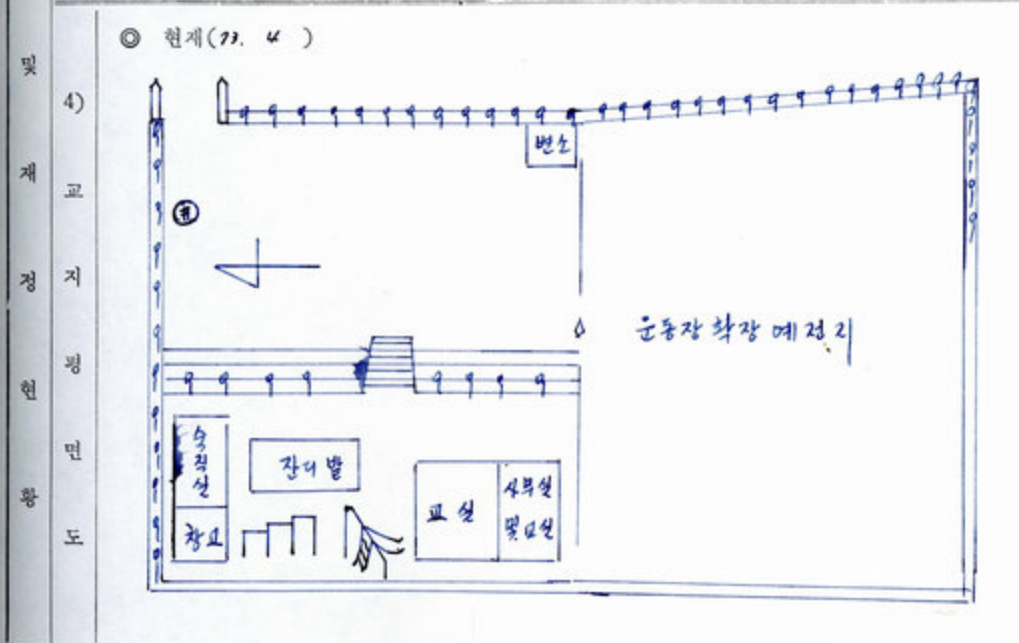 및 재 정 현 황
4) 교 지 평 면 도
◎ 현재(73. 4 )
변소
井
운동장 확장 예정지
숙직실
잔디밭
교실
사무실
및
창고